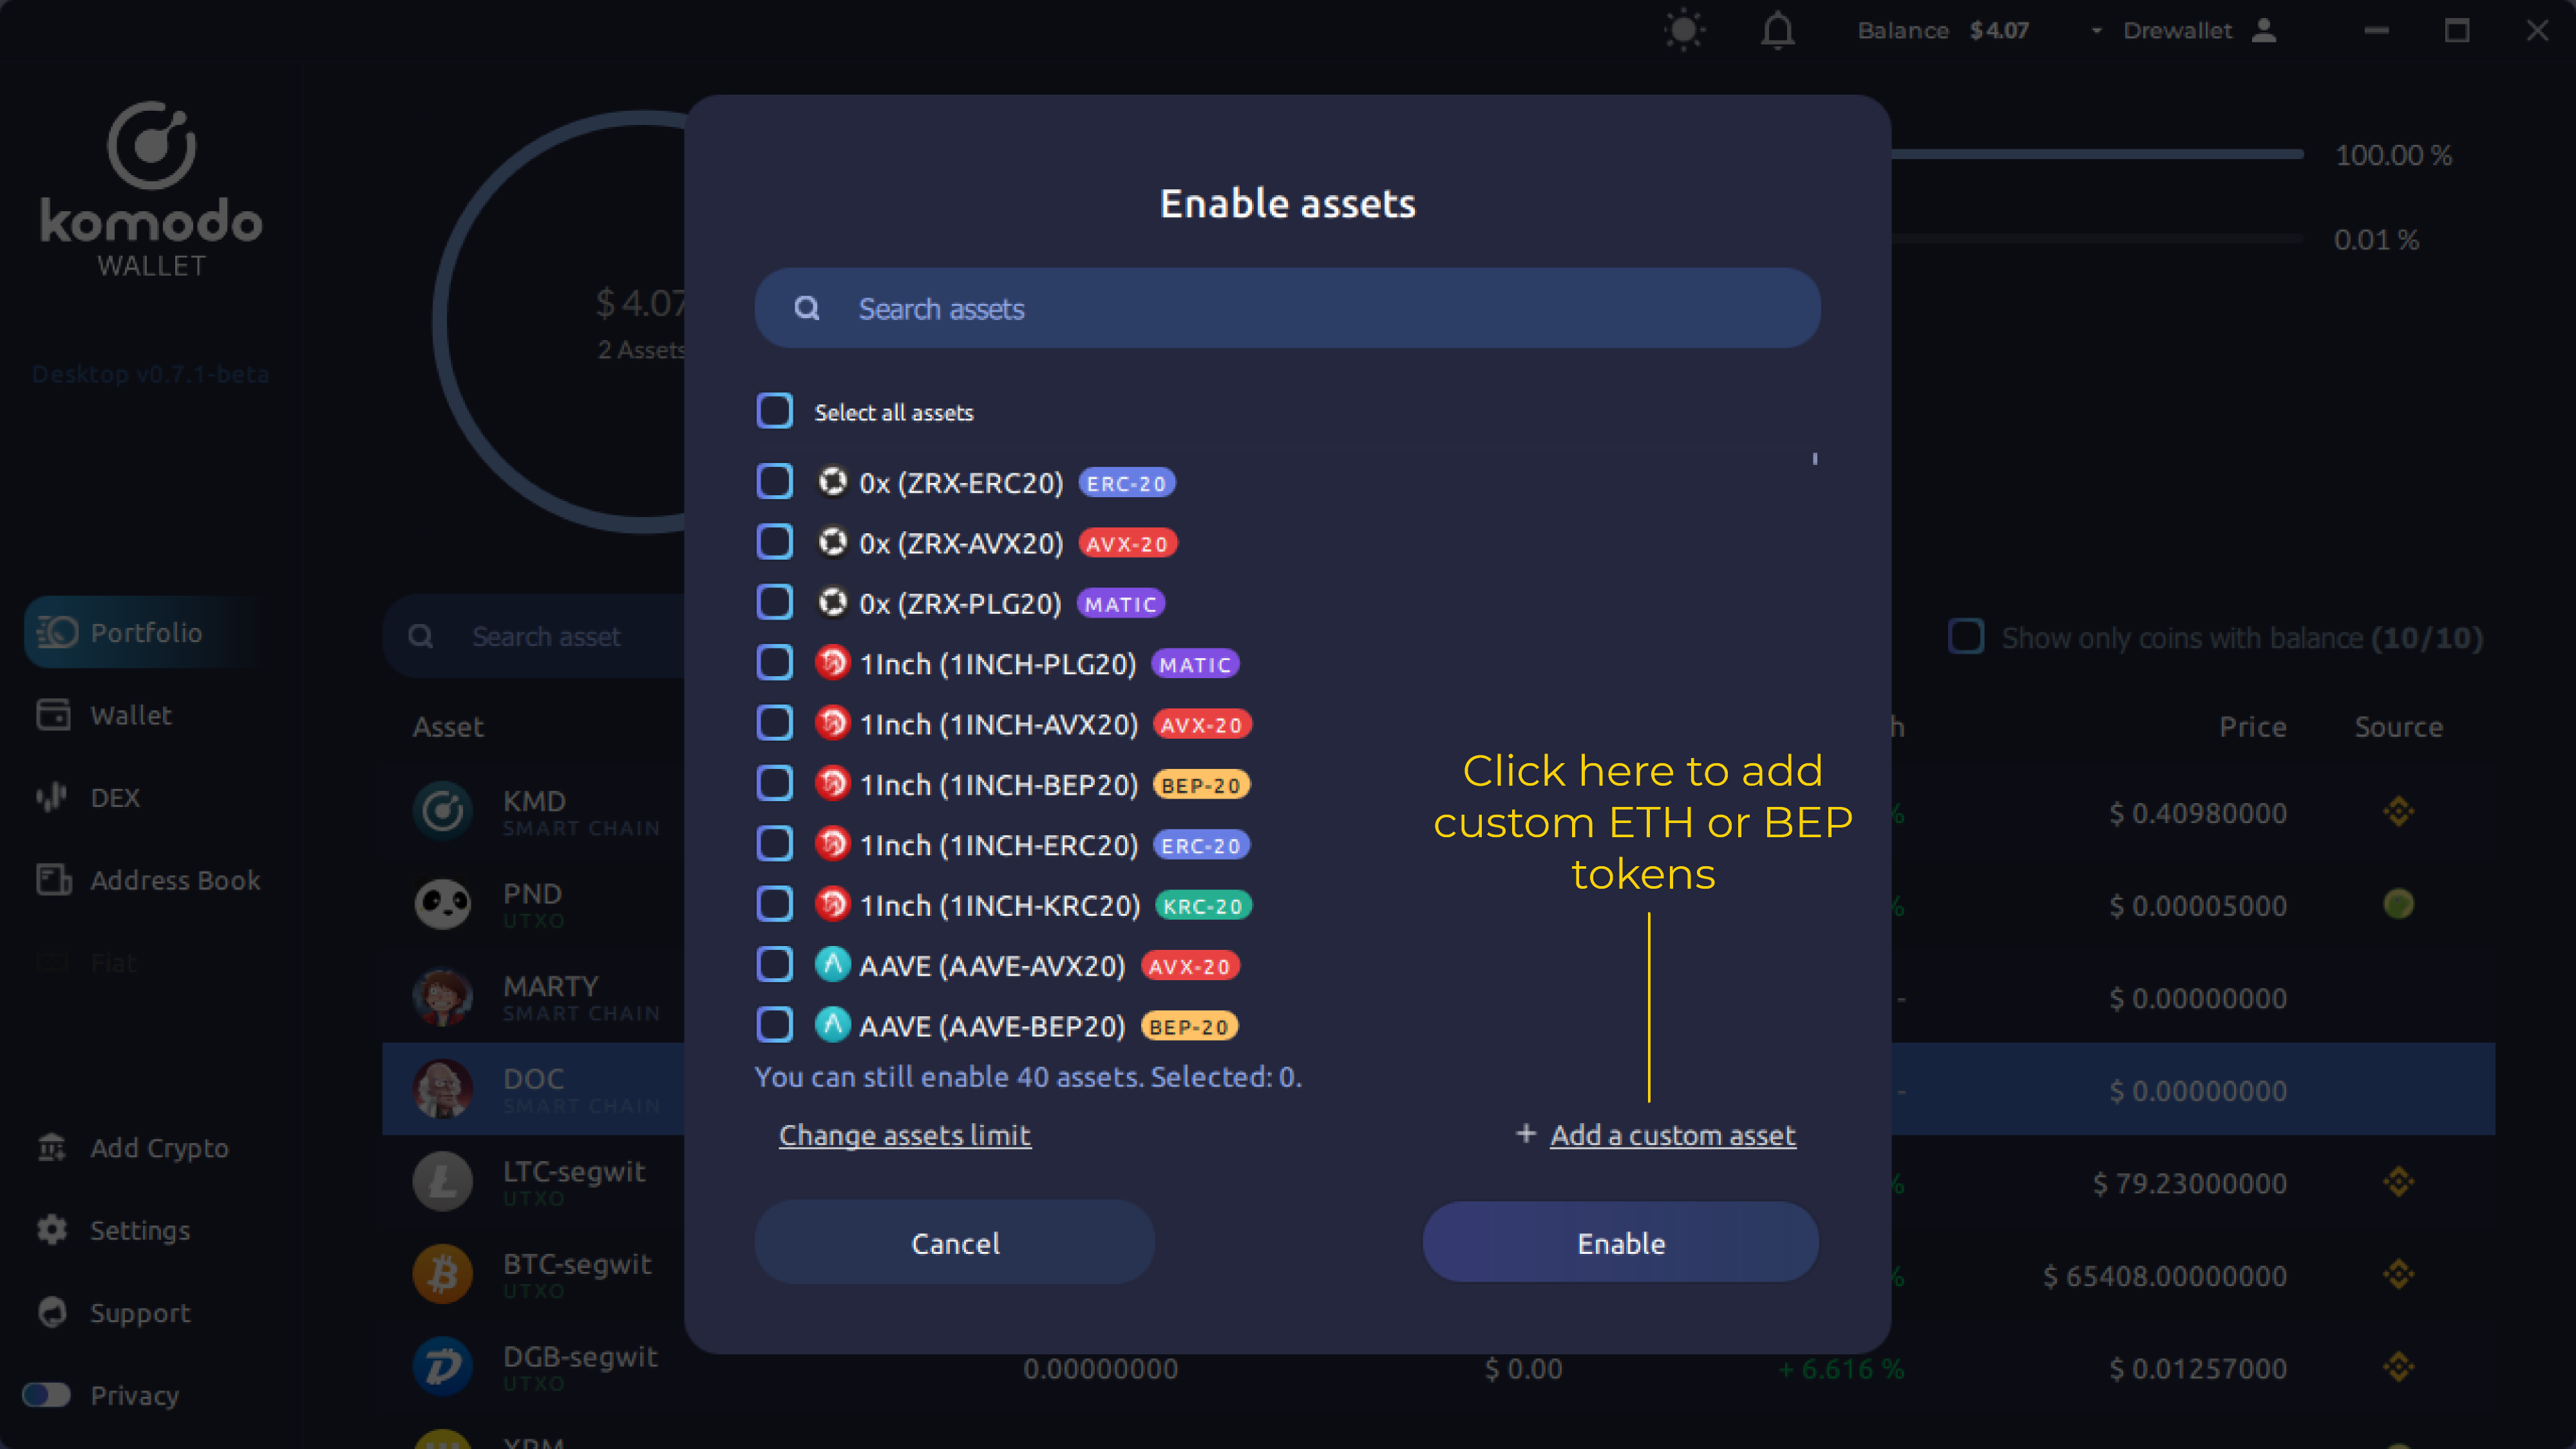 Balance $ 4.07 Drewallet
komodo
WALLET
Desktop v0.7.1-beta
Portfolio
Wallet
DEX
Address Book
Fiat
Add Crypto
Settings
Support
Privacy
$ 4.07
2 Assets
100.00 %
0.01 %
Search asset
Show only coins with balance (10/10)
Asset
Price Source
KMD
SMART CHAIN
$ 0.40980000
PND
UTXO
$ 0.00005000
MARTY
SMART CHAIN
- $ 0.00000000
DOC
SMART CHAIN
- $ 0.00000000
LTC-segwit
UTXO
% $ 79.23000000
BTC-segwit
UTXO
% $ 65408.00000000
DGB-segwit
UTXO
0.00000000 $ 0.00 + 6.616 % $ 0.01257000
Enable assets
Search assets
Select all assets
0x (ZRX-ERC20) ERC-20
0x (ZRX-AVX20) AVX-20
0x (ZRX-PLG20) MATIC
1Inch (1INCH-PLG20) MATIC
1Inch (1INCH-AVX20) AVX-20
1Inch (1INCH-BEP20) BEP-20
1Inch (1INCH-ERC20) ERC-20
1Inch (1INCH-KRC20) KRC-20
AAVE (AAVE-AVX20) AVX-20
AAVE (AAVE-BEP20) BEP-20
You can still enable 40 assets. Selected: 0.
Change assets limit
+ Add a custom asset
Cancel
Enable
Click here to add
custom ETH or BEP
tokens